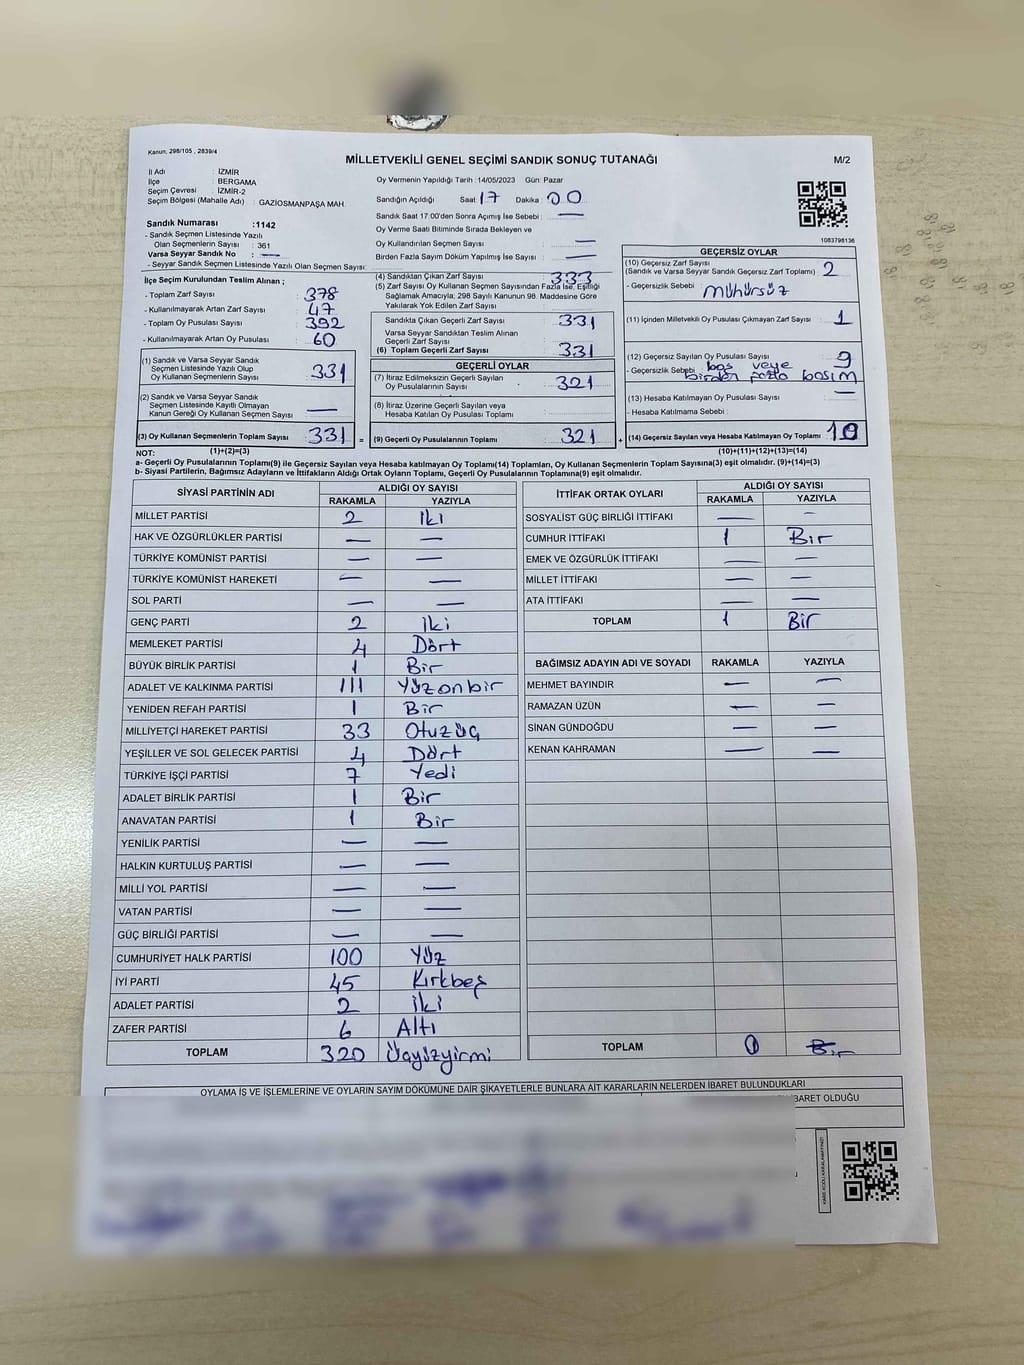 Kanun, 298/105 , 2839/4
MİLLETVEKİLİ GENEL SEÇİMİ SANDIK SONUÇ TUTANAĞI
M/2
İl Adı : İZMİR
İlçe : BERGAMA
Seçim Çevresi : İZMİR-2
Seçim Bölgesi (Mahalle Adı) : GAZİOSMANPAŞA MAH.
Sandık Numarası :1142
- Sandık Seçmen Listesinde Yazılı
Olan Seçmenlerin Sayısı : 361
Varsa Seyyar Sandık No : —
- Seyyar Sandık Seçmen Listesinde Yazılı Olan Seçmen Sayısı:
Oy Vermenin Yapıldığı Tarih : 14/05/2023 Gün: Pazar
Sandığın Açıldığı Saat : 17 Dakika : 00
Sandık Saat 17:00'den Sonra Açımış İse Sebebi : —
Oy Verme Saati Bitiminde Sırada Bekleyen ve
Oy Kullandırılan Seçmen Sayısı —
Birden Fazla Sayım Döküm Yapılmış İse Sayısı : —
1083798136
İlçe Seçim Kurulundan Teslim Alınan ;
- Toplam Zarf Sayısı : 378
- Kullanılmayarak Artan Zarf Sayısı : 47
- Toplam Oy Pusulası Sayısı : 392
- Kullanılmayarak Artan Oy Pusulası : 60
(1) Sandık ve Varsa Seyyar Sandık
Seçmen Listesinde Yazılı Olup
Oy Kullanan Seçmenlerin Sayısı : 331
(2) Sandık ve Varsa Seyyar Sandık
Seçmen Listesinde Kayıtlı Olmayan
Kanun Gereği Oy Kullanan Seçmen Sayısı : —
(3) Oy Kullanan Seçmenlerin Toplam Sayısı : 331
(4) Sandıktan Çıkan Zarf Sayısı : 333
(5) Zarf Sayısı Oy Kullanan Seçmen Sayısından Fazla İse, Eşitliği
Sağlamak Amacıyla; 298 Sayılı Kanunun 98. Maddesine Göre
Yakılarak Yok Edilen Zarf Sayısı
Sandıkta Çıkan Geçerli Zarf Sayısı : 331
Varsa Seyyar Sandıktan Teslim Alınan
Geçerli Zarf Sayısı
(6) Toplam Geçerli Zarf Sayısı : 331
GEÇERLİ OYLAR
(7) İtiraz Edilmeksizin Geçerli Sayılan
Oy Pusulalarının Sayısı : 321
(8) İtiraz Üzerine Geçerli Sayılan veya
Hesaba Katılan Oy Pusulası Toplamı
= (9) Geçerli Oy Pusulalarının Toplamı : 321
GEÇERSİZ OYLAR
(10) Geçersiz Zarf Sayısı
(Sandık ve Varsa Seyyar Sandık Geçersiz Zarf Toplamı) : 2
- Geçersizlik Sebebi : mühürsüz
(11) İçinden Milletvekili Oy Pusulası Çıkmayan Zarf Sayısı : 1
(12) Geçersiz Sayılan Oy Pusulası Sayısı : 9
- Geçersizlik Sebebi : boş veya
birden fazla basım
(13) Hesaba Katılmayan Oy Pusulası Sayısı : —
- Hesaba Katılmama Sebebi :
+ (14) Geçersiz Sayılan veya Hesaba Katılmayan Oy Toplamı : 10
NOT: (1)+(2)=(3)
(10)+(11)+(12)+(13)=(14)
a- Geçerli Oy Pusulaları Toplamı(9) ile Geçersiz Sayılan veya Hesaba katılmayan Oy Toplamı(14) Toplamları, Oy Kullanan Seçmenlerin Toplam Sayısına(3) eşit olmalıdır. (9)+(14)=(3)
b- Siyasi Partilerin, Bağımsız Adayların ve İttifakların Aldığı Ortak Oyların Toplamı, Geçerli Oy Pusulalarının Toplamına(9) eşit olmalıdır.
SİYASİ PARTİNİN ADI ALDIĞI OY SAYISI
RAKAMLA YAZIYLA
MİLLET PARTİSİ 2 İki
HAK VE ÖZGÜRLÜKLER PARTİSİ — —
TÜRKİYE KOMÜNİST PARTİSİ — —
TÜRKİYE KOMÜNİST HAREKETİ — —
SOL PARTİ — —
GENÇ PARTİ 2 iki
MEMLEKET PARTİSİ 4 Dört
BÜYÜK BİRLİK PARTİSİ 1 Bir
ADALET VE KALKINMA PARTİSİ 111 Yüzonbir
YENİDEN REFAH PARTİSİ 1 Bir
MİLLİYETÇİ HAREKET PARTİSİ 33 Otuzüç
YEŞİLLER VE SOL GELECEK PARTİSİ 4 Dört
TÜRKİYE İŞÇİ PARTİSİ 7 Yedi
ADALET BİRLİK PARTİSİ 1 Bir
ANAVATAN PARTİSİ 1 Bir
YENİLİK PARTİSİ — —
HALKIN KURTULUŞ PARTİSİ — —
MİLLİ YOL PARTİSİ — —
VATAN PARTİSİ — —
GÜÇ BİRLİĞİ PARTİSİ — —
CUMHURİYET HALK PARTİSİ 100 Yüz
İYİ PARTİ 45 Kırkbeş
ADALET PARTİSİ 2 iki
ZAFER PARTİSİ 6 Altı
TOPLAM 320 Üçyüzyirmi
İTTİFAK ORTAK OYLARI ALDIĞI OY SAYISI
RAKAMLA YAZIYLA
SOSYALİST GÜÇ BİRLİĞİ İTTİFAKI — —
CUMHUR İTTİFAKI 1 Bir
EMEK VE ÖZGÜRLÜK İTTİFAKI — —
MİLLET İTTİFAKI — —
ATA İTTİFAKI — —
TOPLAM 1 Bir
BAĞIMSIZ ADAYIN ADI VE SOYADI RAKAMLA YAZIYLA
MEHMET BAYINDIR — —
RAMAZAN ÜZÜN — —
SİNAN GÜNDOĞDU — —
KENAN KAHRAMAN — —
TOPLAM 0 Bir
OYLAMA İŞ VE İŞLEMLERİNE VE OYLARIN SAYIM DÖKÜMÜNE DAİR ŞİKAYETLERLE BUNLARA AİT KARARLARIN NELERDEN İBARET BULUNDUKLARI
İBARET OLDUĞU